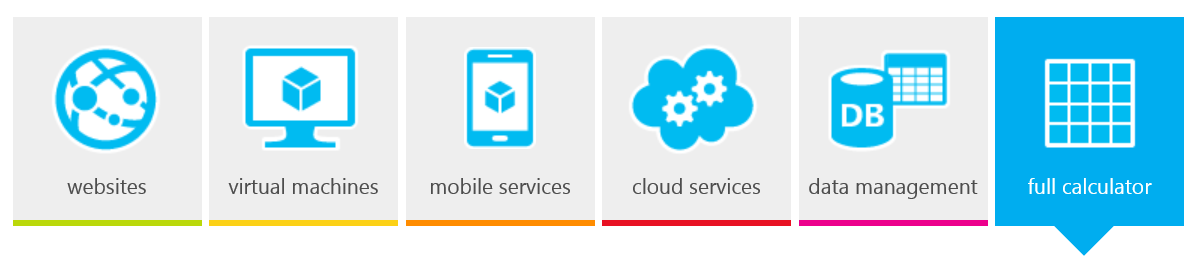 DB
websites
virtual machines
mobile services
cloud services
data management
full calculator